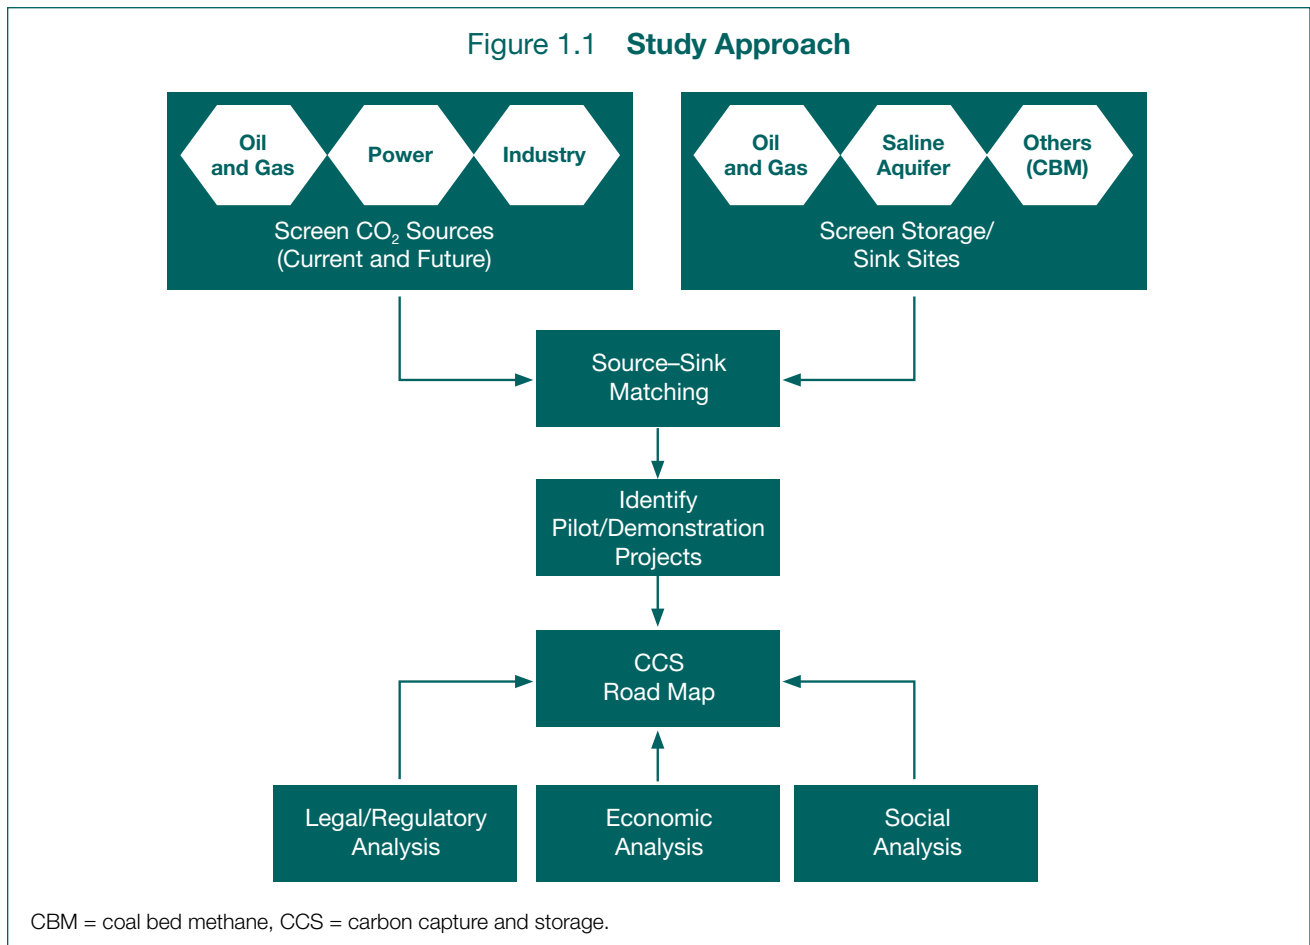 Figure 1.1 Study Approach
Oil
and Gas
Power
Industry
Screen CO₂ Sources
(Current and Future)
Oil
and Gas
Saline
Aquifer
Others
(CBM)
Screen Storage/
Sink Sites
Source–Sink
Matching
Identify
Pilot/Demonstration
Projects
CCS
Road Map
Legal/Regulatory
Analysis
Economic
Analysis
Social
Analysis
CBM = coal bed methane, CCS = carbon capture and storage.